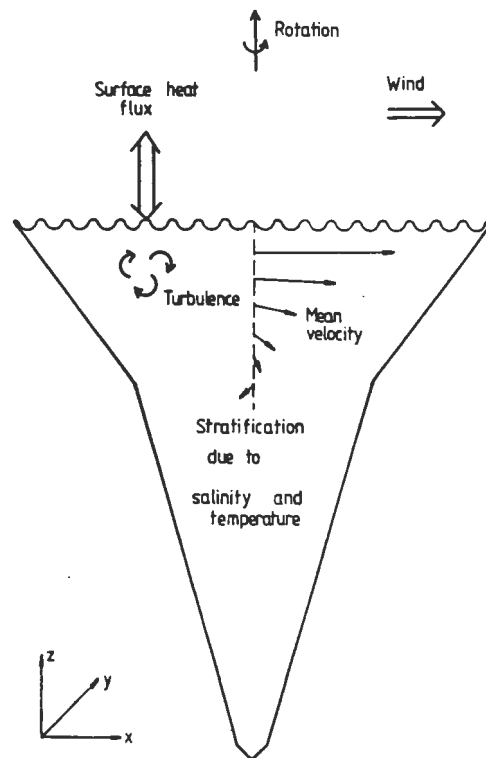 Rotation
Surface heat
flux
Wind
Turbulence
Mean
velocity
Stratification
due to
salinity and
temperature
z
y
x